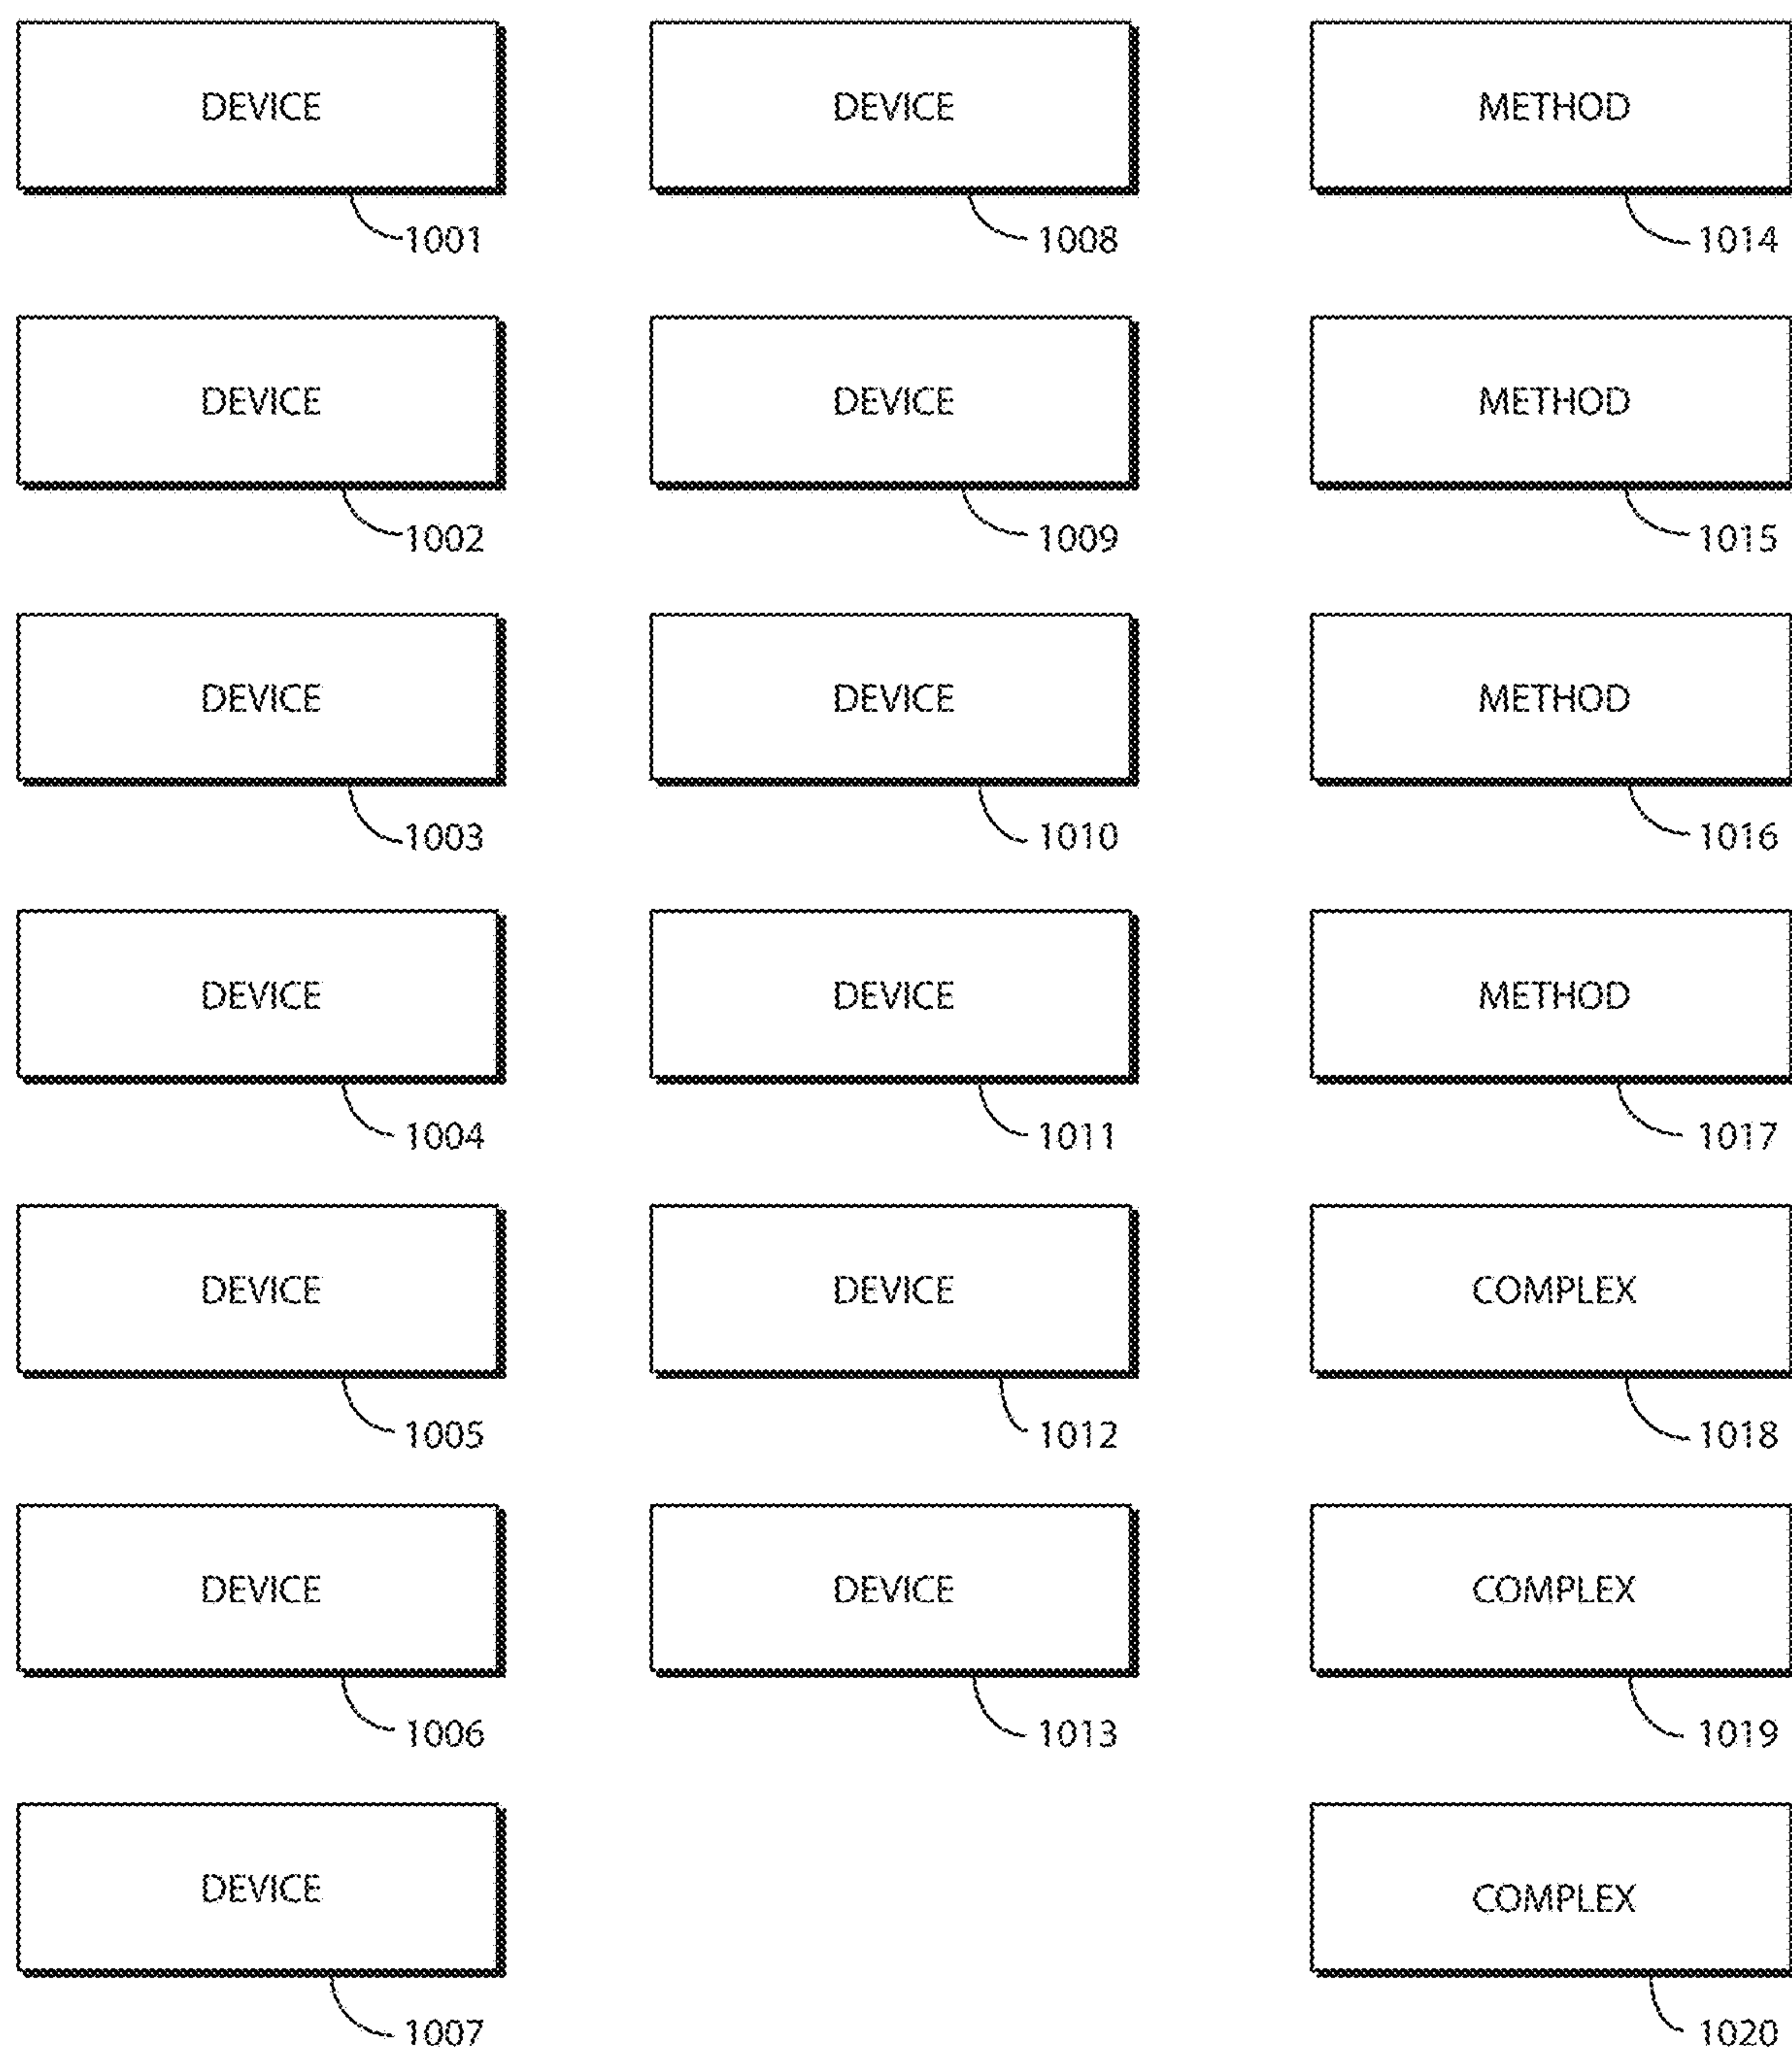 DEVICE
1001
DEVICE
1002
DEVICE
1003
DEVICE
1004
DEVICE
1005
DEVICE
1006
DEVICE
1007
DEVICE
1008
DEVICE
1009
DEVICE
1010
DEVICE
1011
DEVICE
1012
DEVICE
1013
METHOD
1014
METHOD
1015
METHOD
1016
METHOD
1017
COMPLEX
1018
COMPLEX
1019
COMPLEX
1020